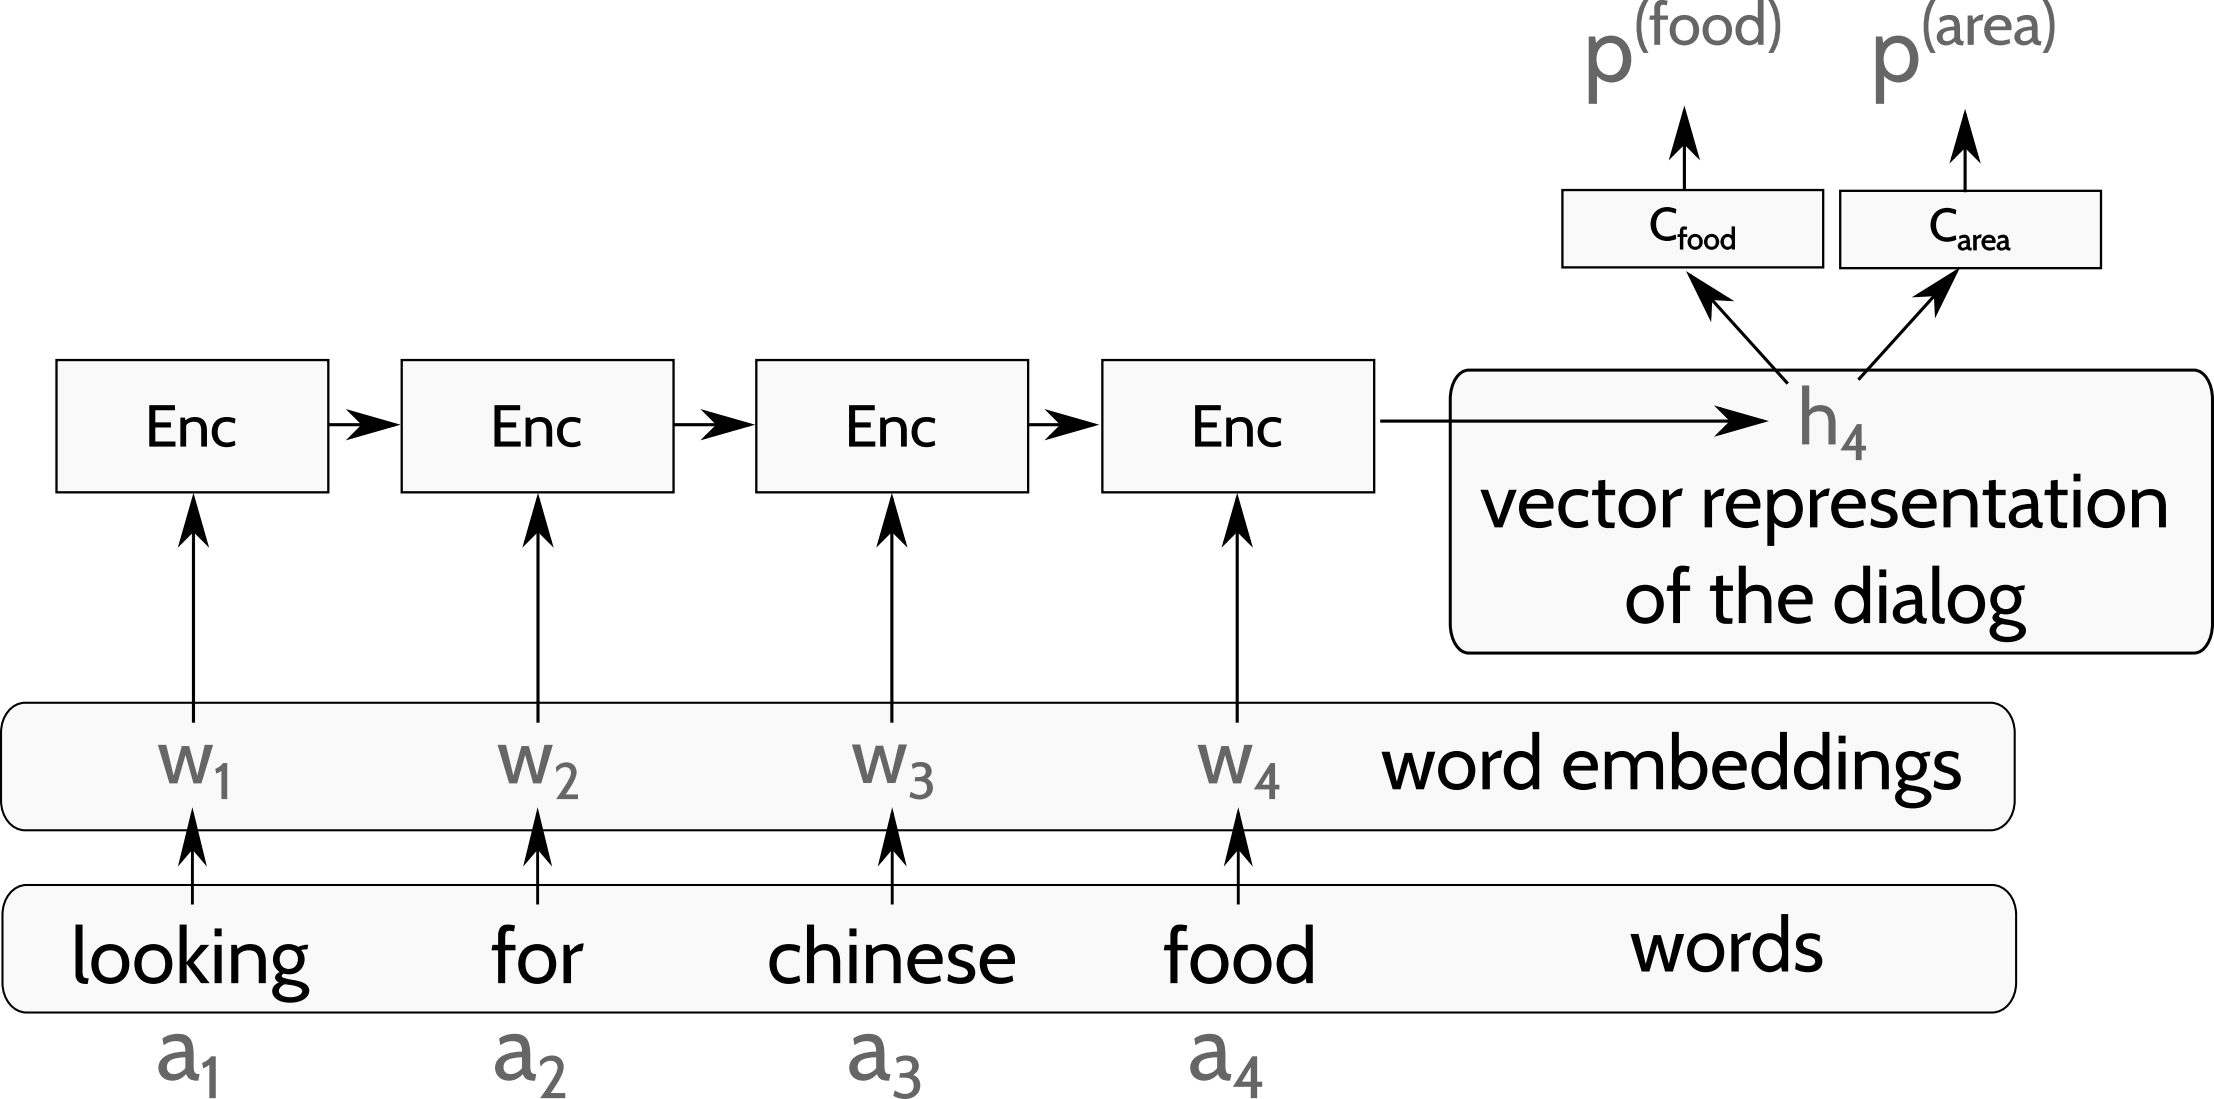 p(food) p(area)
Cfood Carea
Enc Enc Enc Enc h4
vector representation
of the dialog
w1 w2 w3 w4 word embeddings
looking for chinese food words
a1 a2 a3 a4